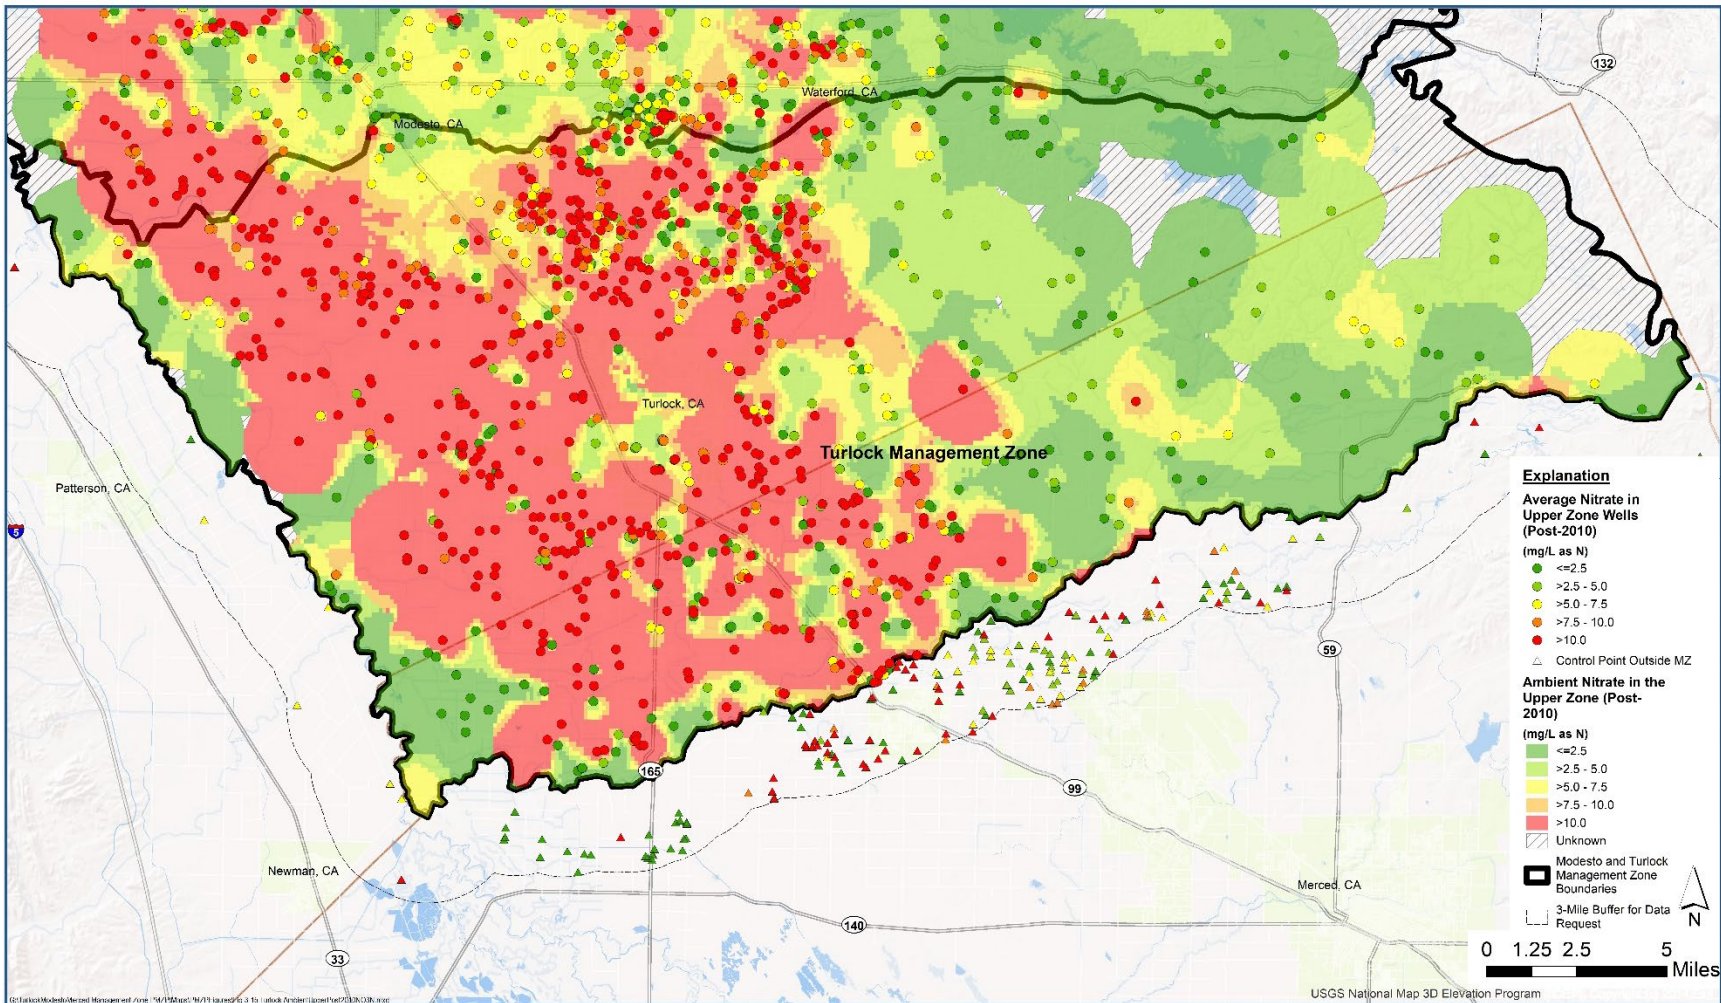 132
Waterford, CA
Modesto, CA
Turlock, CA
Turlock Management Zone
Patterson, CA
5
59
165
99
Newman, CA
Merced, CA
140
33
Explanation
Average Nitrate in
Upper Zone Wells
(Post-2010)
(mg/L as N)
<=2.5
>2.5 - 5.0
>5.0 - 7.5
>7.5 - 10.0
>10.0
Control Point Outside MZ
Ambient Nitrate in the
Upper Zone (Post-
2010)
(mg/L as N)
<=2.5
>2.5 - 5.0
>5.0 - 7.5
>7.5 - 10.0
>10.0
Unknown
Modesto and Turlock
Management Zone
Boundaries
3-Mile Buffer for Data
Request
N
0 1.25 2.5 5
Miles
USGS National Map 3D Elevation Program